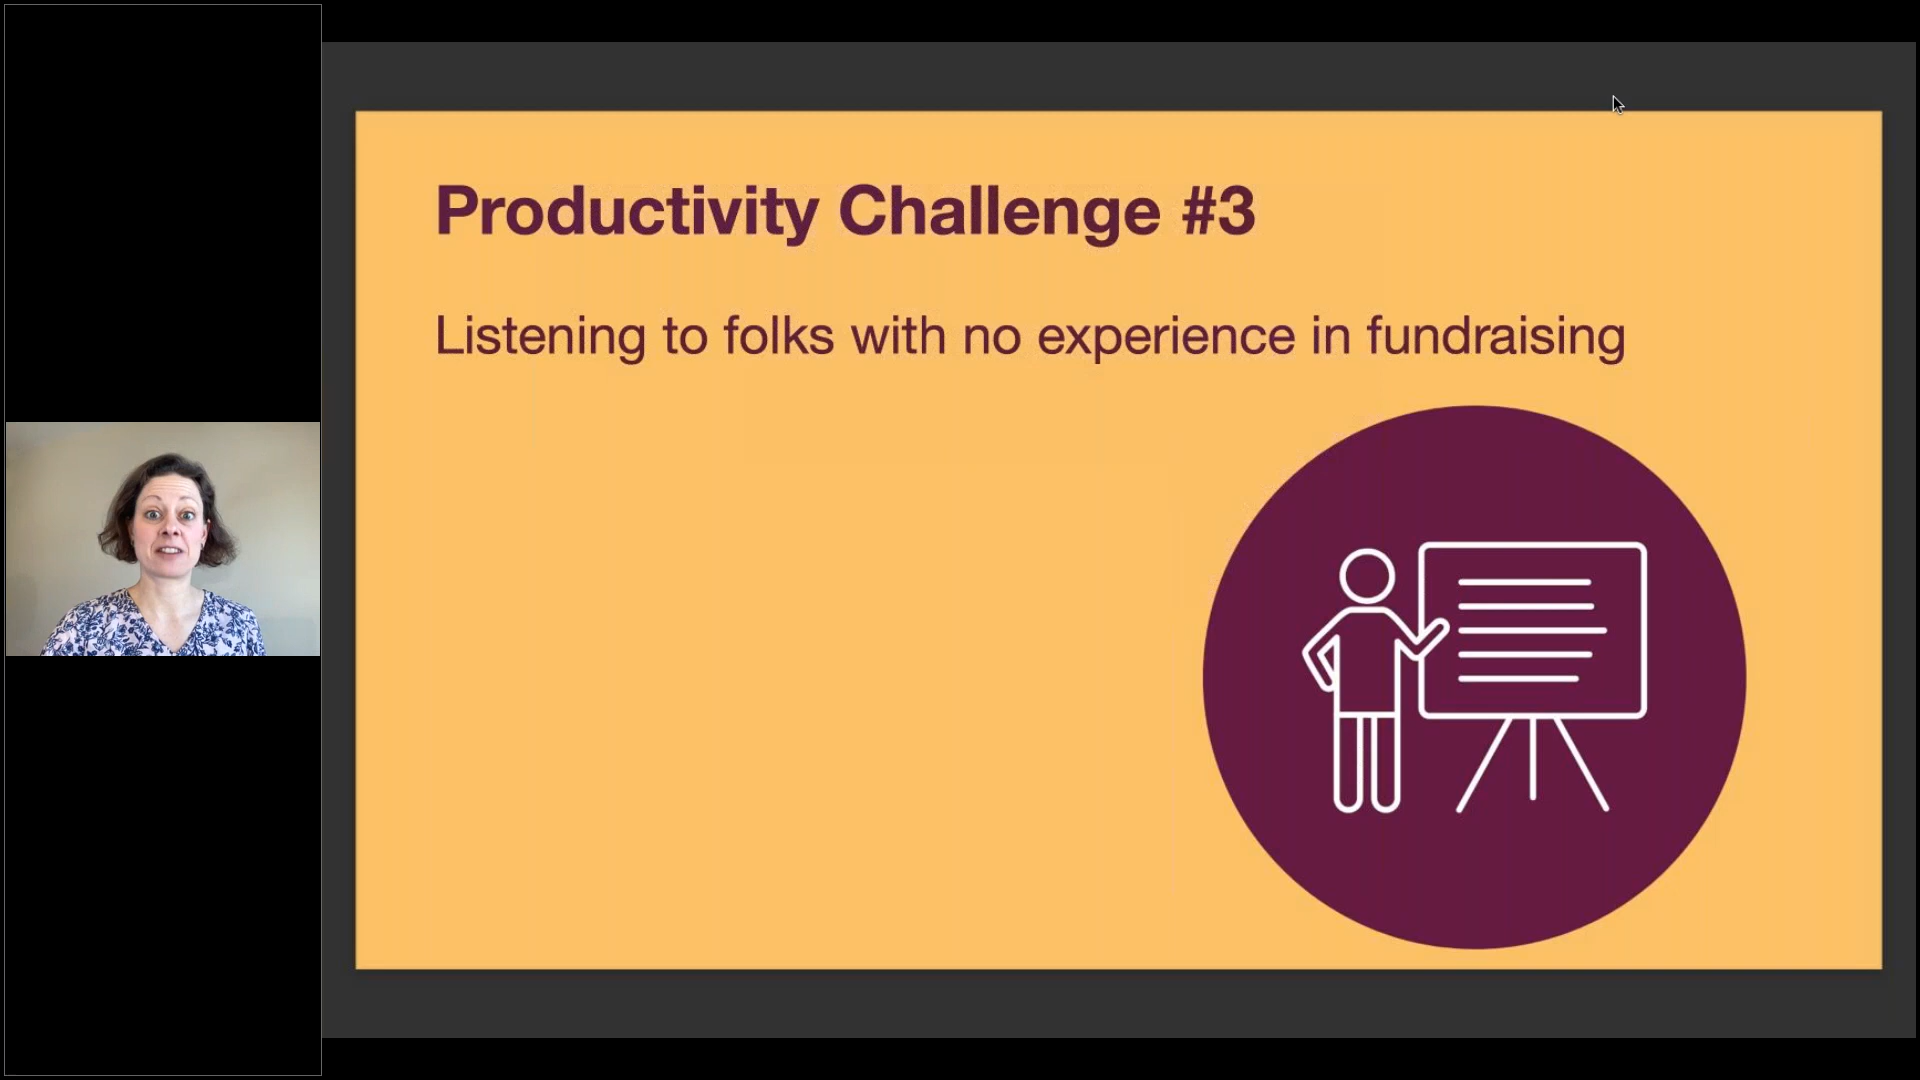 Productivity Challenge #3
Listening to folks with no experience in fundraising